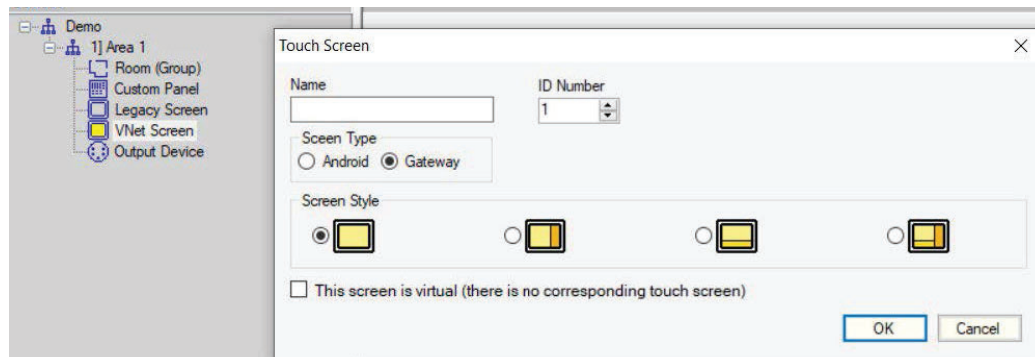 Demo
1] Area 1
Room (Group)
Custom Panel
Legacy Screen
VNet Screen
Output Device
Touch Screen
Name
ID Number
1
Sceen Type
Android Gateway
Screen Style
This screen is virtual (there is no corresponding touch screen)
OK Cancel